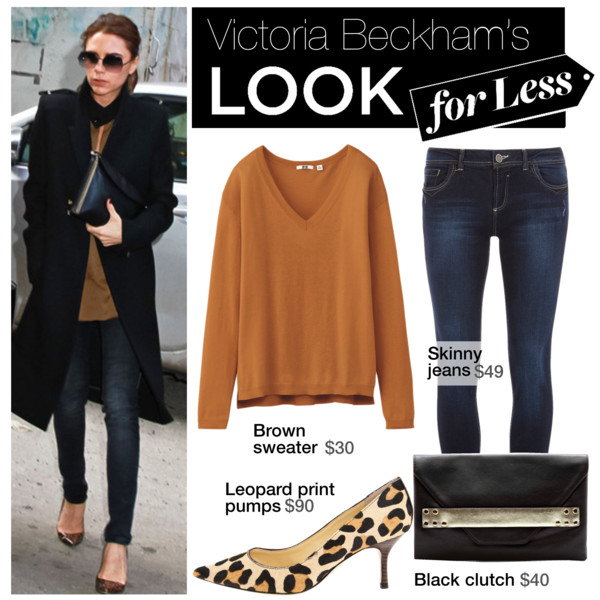 Victoria Beckham's
LOOK
for Less
Skinny
jeans $49
Brown
sweater $30
Leopard print
pumps $90
Black clutch $40